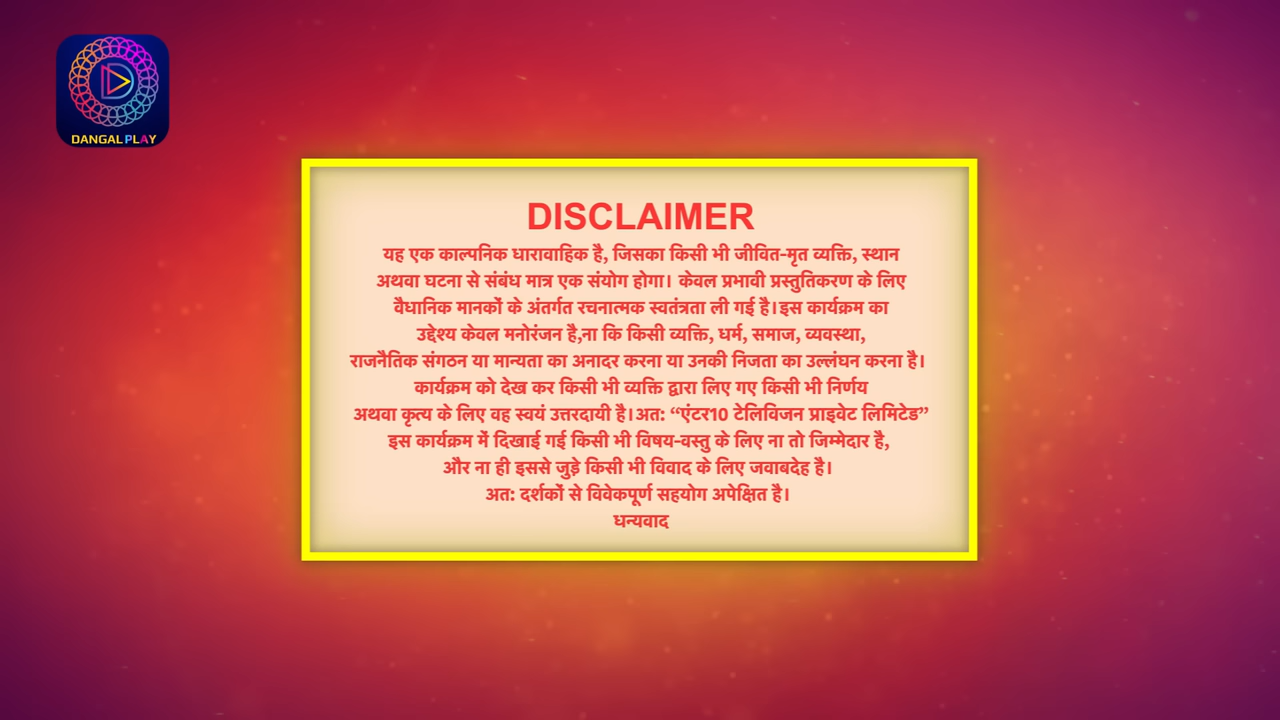 DANGAL PLAY
DISCLAIMER
यह एक काल्पनिक धारावाहिक है, जिसका किसी भी जीवित-मृत व्यक्ति, स्थान
अथवा घटना से संबंध मात्र एक संयोग होगा। केवल प्रभावी प्रस्तुतिकरण के लिए
वैधानिक मानकों के अंतर्गत रचनात्मक स्वतंत्रता ली गई है।इस कार्यक्रम का
उद्देश्य केवल मनोरंजन है,ना कि किसी व्यक्ति, धर्म, समाज, व्यवस्था,
राजनैतिक संगठन या मान्यता का अनादर करना या उनकी निजता का उल्लंघन करना है।
कार्यक्रम को देख कर किसी भी व्यक्ति द्वारा लिए गए किसी भी निर्णय
अथवा कृत्य के लिए वह स्वयं उत्तरदायी है।अत: “एंटर10 टेलिविजन प्राइवेट लिमिटेड”
इस कार्यक्रम में दिखाई गई किसी भी विषय-वस्तु के लिए ना तो जिम्मेदार है,
और ना ही इससे जुड़े किसी भी विवाद के लिए जवाबदेह है।
अत: दर्शकों से विवेकपूर्ण सहयोग अपेक्षित है।
धन्यवाद